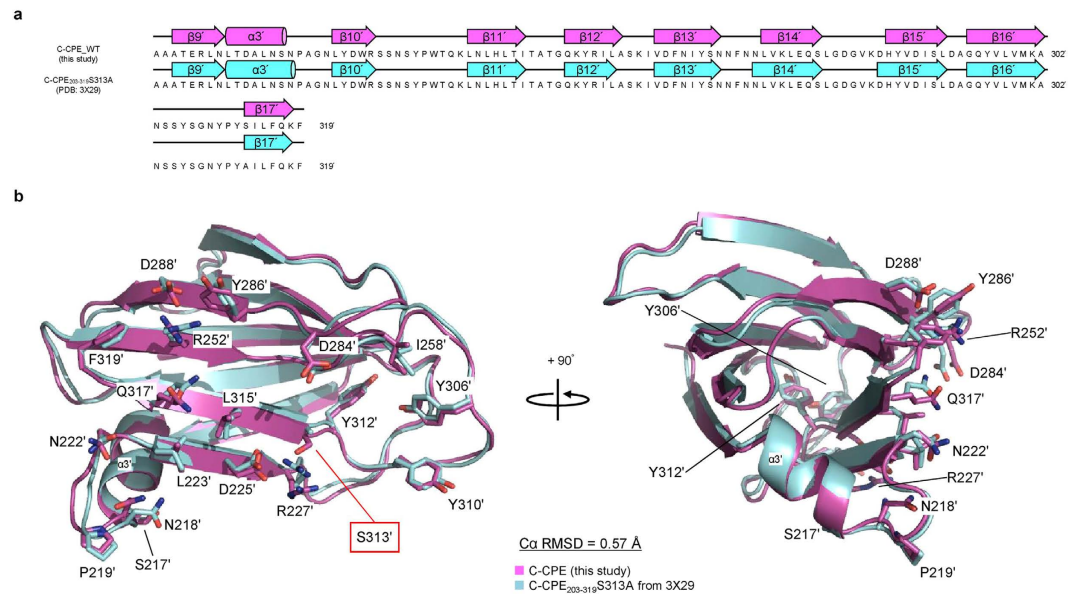 a
β9´ α3´ β10´ β11´ β12´ β13´ β14´ β15´ β16´
C-CPE_WT
(this study)
A A A T E R L N L T D A L N S N P A G N L Y D W R S S N S Y P W T Q K L N L H L T I T A T G Q K Y R I L A S K I V D F N I Y S N N F N N L V K L E Q S L G D G V K D H Y V D I S L D A G Q Y V L V M K A 302´
β9´ α3´ β10´ β11´ β12´ β13´ β14´ β15´ β16´
C-CPE203-319S313A
(PDB: 3X29)
A A A T E R L N L T D A L N S N P A G N L Y D W R S S N S Y P W T Q K L N L H L T I T A T G Q K Y R I L A S K I V D F N I Y S N N F N N L V K L E Q S L G D G V K D H Y V D I S L D A G Q Y V L V M K A 302´
β17´
N S S Y S G N Y P Y S I L F Q K F 319´
β17´
N S S Y S G N Y P Y A I L F Q K F 319´
b
D288'
Y286'
R252'
F319'
D284'
I258'
Q317'
L315'
Y306'
Y312'
N222'
α3'
L223'
D225'
R227'
Y310'
N218'
S217'
P219'
S313'
+ 90°
D288'
Y286'
Y306'
R252'
D284'
Q317'
N222'
α3'
Y312'
R227'
N218'
S217'
P219'
Cα RMSD = 0.57 Å
C-CPE (this study)
C-CPE203-319S313A from 3X29